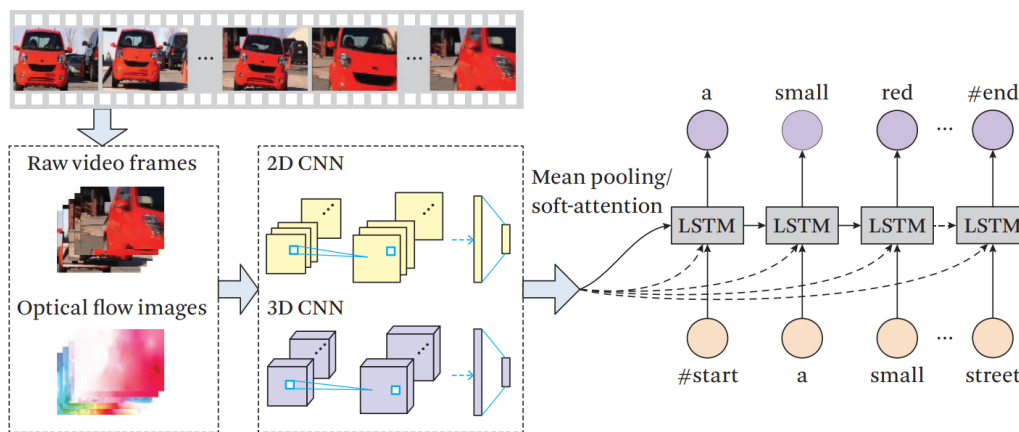 ... ...
Raw video frames
Optical flow images
2D CNN
...
...
3D CNN
...
...
Mean pooling/
soft-attention
a small red ... #end
LSTM LSTM LSTM LSTM
...
#start a small street